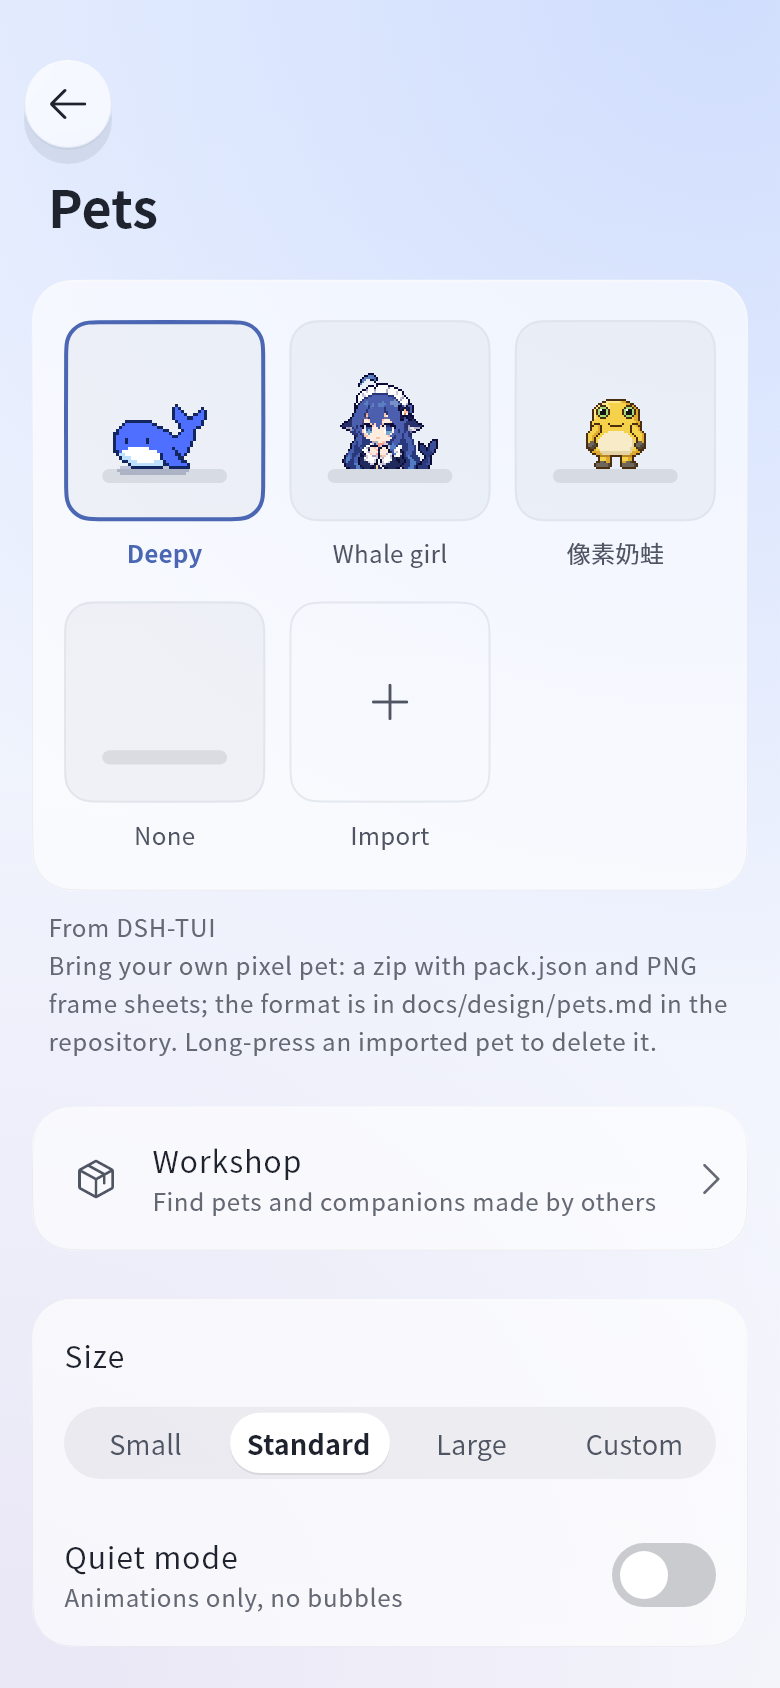 Pets
Deepy
Whale girl
像素奶蛙
None
Import
From DSH-TUI
Bring your own pixel pet: a zip with pack.json and PNG
frame sheets; the format is in docs/design/pets.md in the
repository. Long-press an imported pet to delete it.
Workshop
Find pets and companions made by others
Size
Small
Standard
Large
Custom
Quiet mode
Animations only, no bubbles